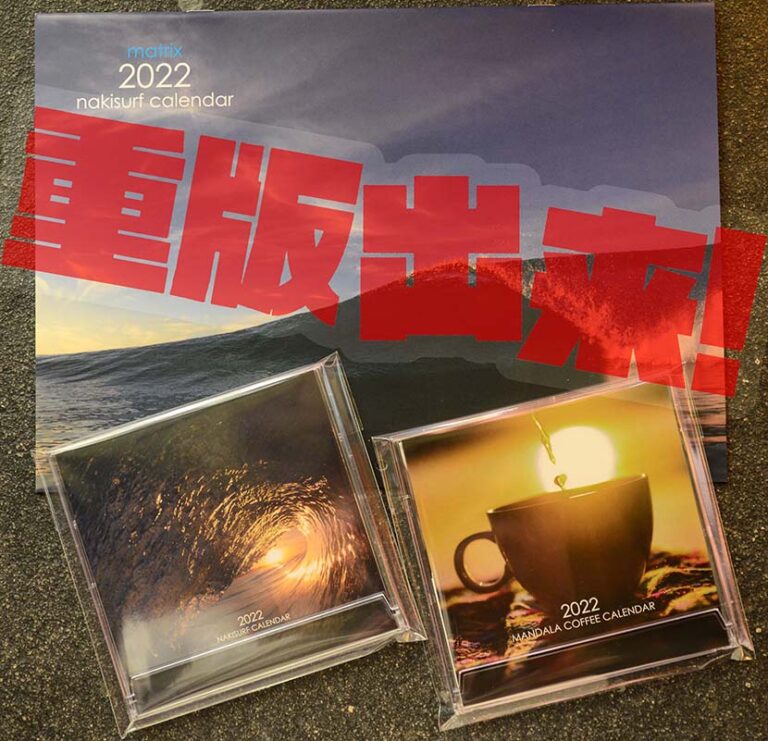 matrix
2022
nakisurf calendar
重版出来!
2022
NAKISURF CALENDAR
2022
MANDALA COFFEE CALENDAR